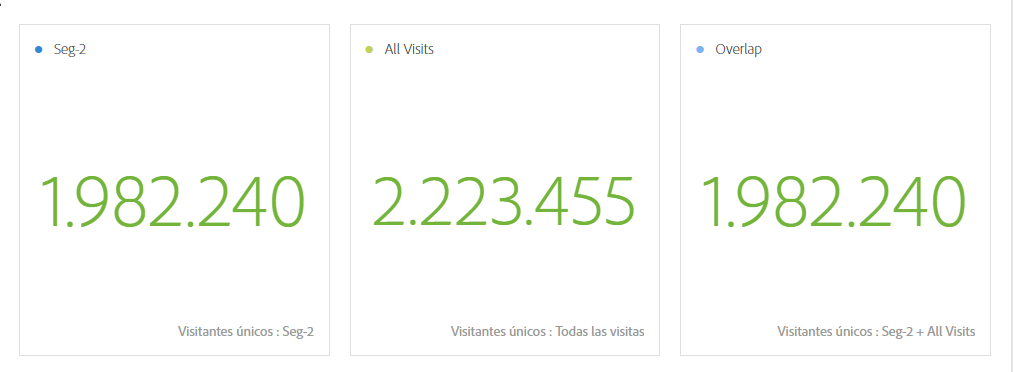 Seg-2
1.982.240
Visitantes únicos : Seg-2
All Visits
2.223.455
Visitantes únicos : Todas las visitas
Overlap
1.982.240
Visitantes únicos : Seg-2 + All Visits